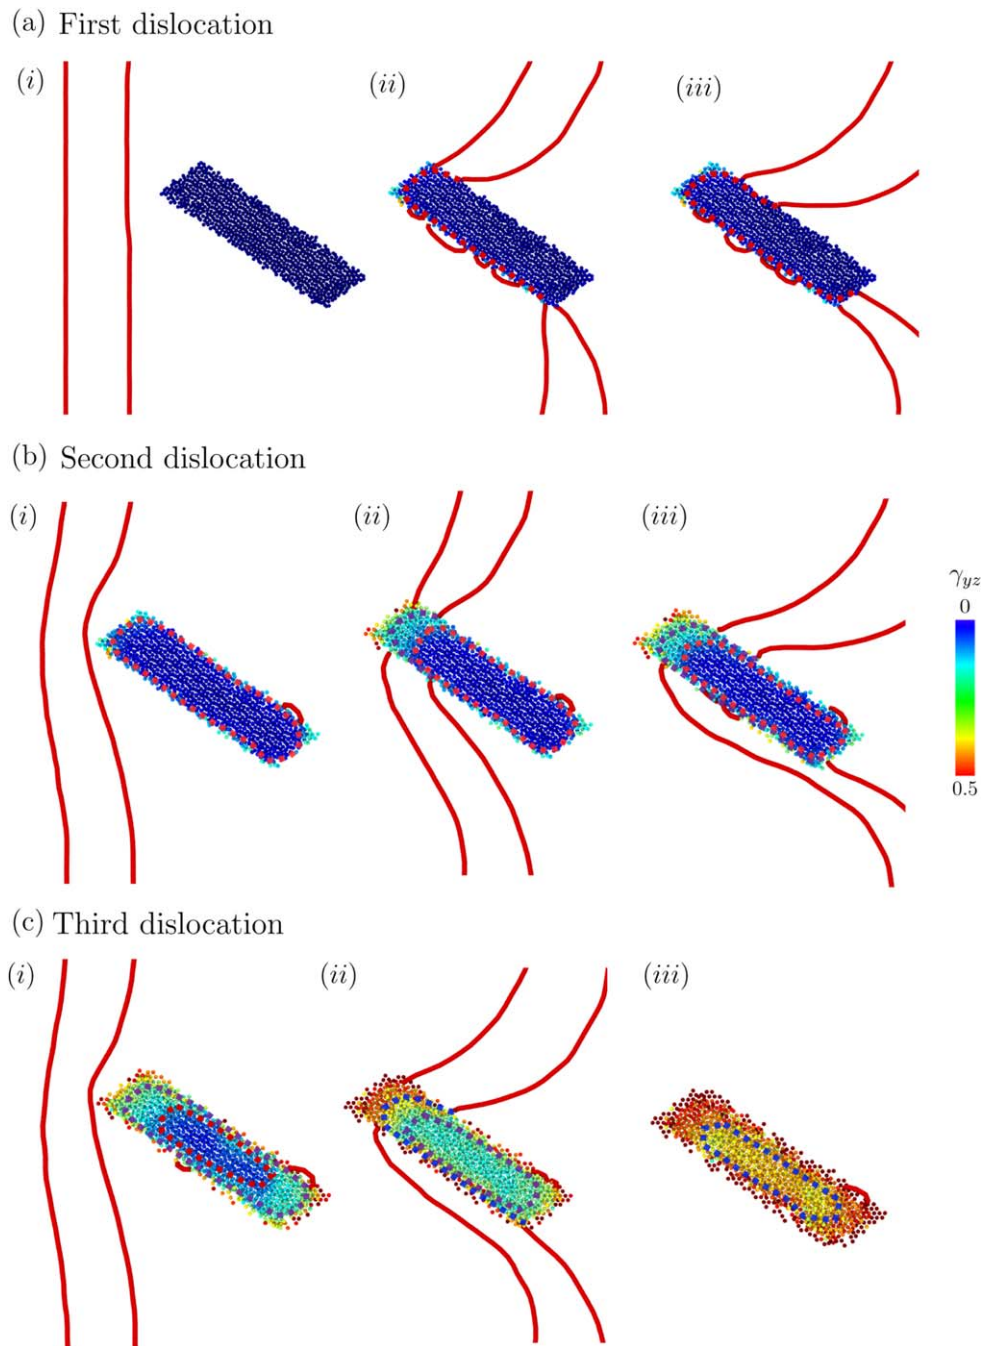 (a) First dislocation
(i)
(ii)
(iii)
(b) Second dislocation
(i)
(ii)
(iii)
γyz
0
0.5
(c) Third dislocation
(i)
(ii)
(iii)